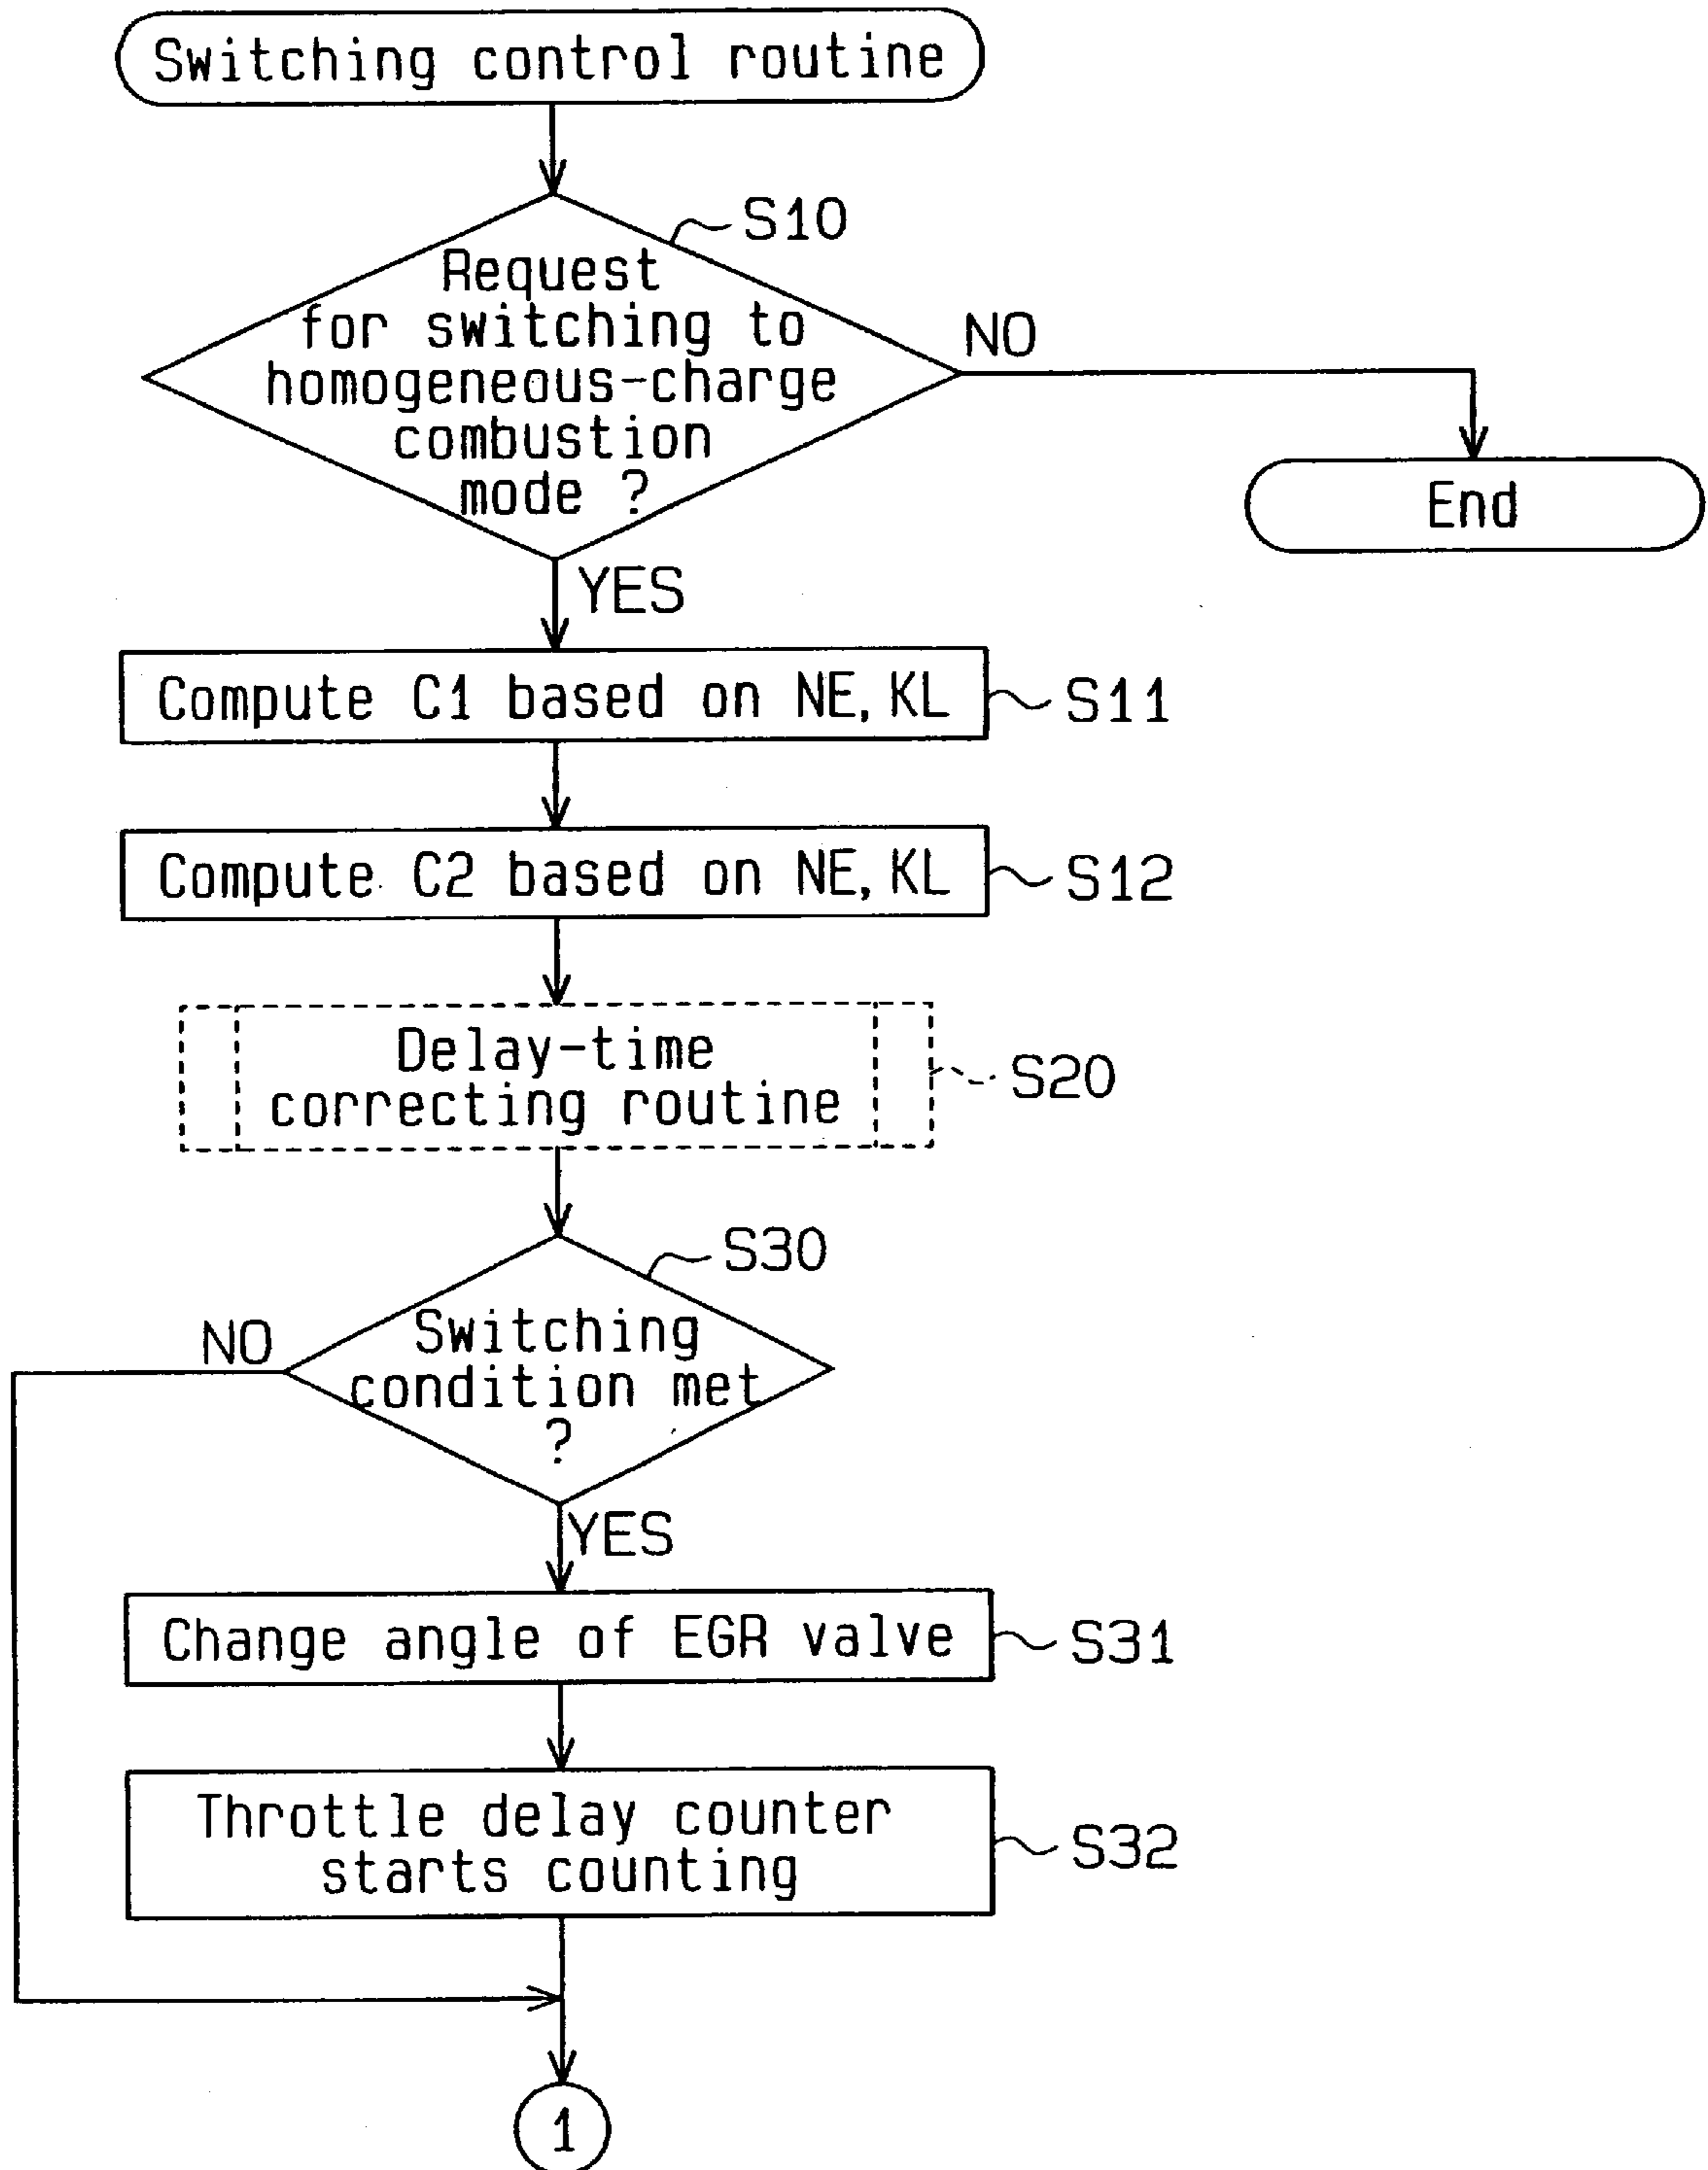 Switching control routine
S10
Request
for switching to
homogeneous-charge
combustion
mode ?
NO
End
YES
Compute C1 based on NE, KL
S11
Compute C2 based on NE, KL
S12
Delay-time
correcting routine
S20
S30
Switching
condition met
?
NO
YES
Change angle of EGR valve
S31
Throttle delay counter
starts counting
S32
1